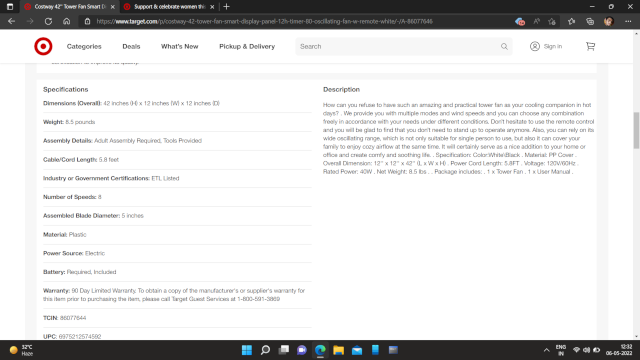 Costway 42" Tower Fan Smart D
Support & celebrate women this
https://www.target.com/p/costway-42-tower-fan-smart-display-panel-12h-timer-80-oscillating-fan-w-remote-white/-/A-86077646
Categories
Deals
What's New
Pickup & Delivery
Search
Sign in
Specifications
Dimensions (Overall): 42 inches (H) x 12 inches (W) x 12 inches (D)
Weight: 8.5 pounds
Assembly Details: Adult Assembly Required, Tools Provided
Cable/Cord Length: 5.8 feet
Industry or Government Certifications: ETL Listed
Number of Speeds: 8
Assembled Blade Diameter: 5 inches
Material: Plastic
Power Source: Electric
Battery: Required, Included
Warranty: 90 Day Limited Warranty. To obtain a copy of the manufacturer's or supplier's warranty for
this item prior to purchasing the item, please call Target Guest Services at 1-800-591-3869
TCIN: 86077644
UPC: 6975212574592
Description
How can you refuse to have such an amazing and practical tower fan as your cooling companion in hot
days? . We provide you with multiple modes and wind speeds and you can choose any combination
freely in accordance with your needs under different conditions. Don't hesitate to use the remote control
and you will be glad to find that you don't need to stand up to operate anymore. Also, you can rely on its
wide oscillating range, which is not only suitable for single person to use, but also it can cover your
family to enjoy cozy airflow at the same time. It will certainly serve as a nice addition to your home or
office and create comfy and soothing life. . Specification: Color:White\Black . Material: PP Cover .
Overall Dimension: 12" x 12" x 42" (L x W x H) . Power Cord Length: 5.8FT . Voltage: 120V/60Hz .
Rated Power: 40W . Net Weight: 8.5 lbs . . Package includes: . 1 x Tower Fan . 1 x User Manual .
32°C
Haze
ENG
IN
12:32
06-05-2022